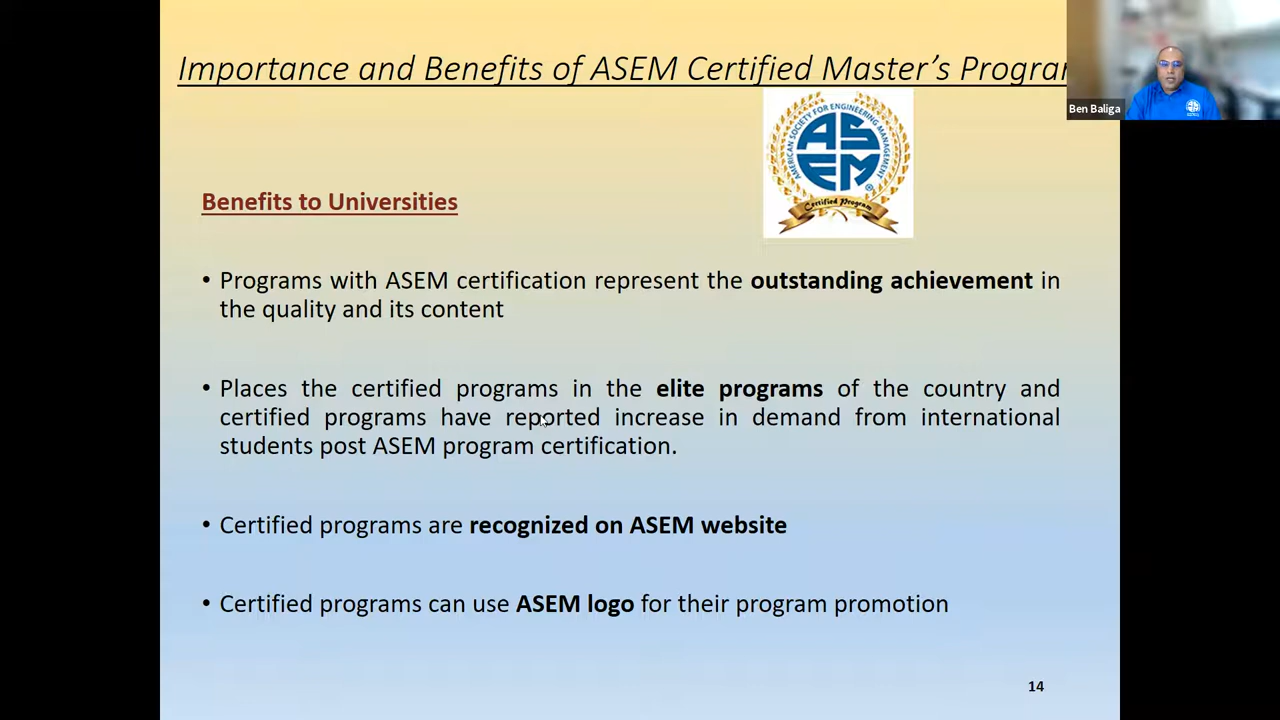 Importance and Benefits of ASEM Certified Master's Progra
Ben Baliga
AMERICAN SOCIETY FOR ENGINEERING MANAGEMENT
AS
EM
®
Certified Program
Benefits to Universities
• Programs with ASEM certification represent the outstanding achievement in
the quality and its content
• Places the certified programs in the elite programs of the country and
certified programs have reported increase in demand from international
students post ASEM program certification.
• Certified programs are recognized on ASEM website
• Certified programs can use ASEM logo for their program promotion
14